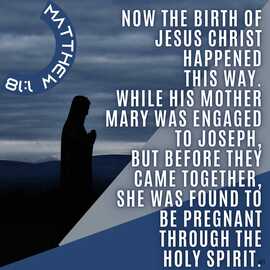 MATTHEW 1:18
NOW THE BIRTH OF
JESUS CHRIST
HAPPENED
THIS WAY.
WHILE HIS MOTHER
MARY WAS ENGAGED
TO JOSEPH,
BUT BEFORE THEY
CAME TOGETHER,
SHE WAS FOUND TO
BE PREGNANT
THROUGH THE
HOLY SPIRIT.